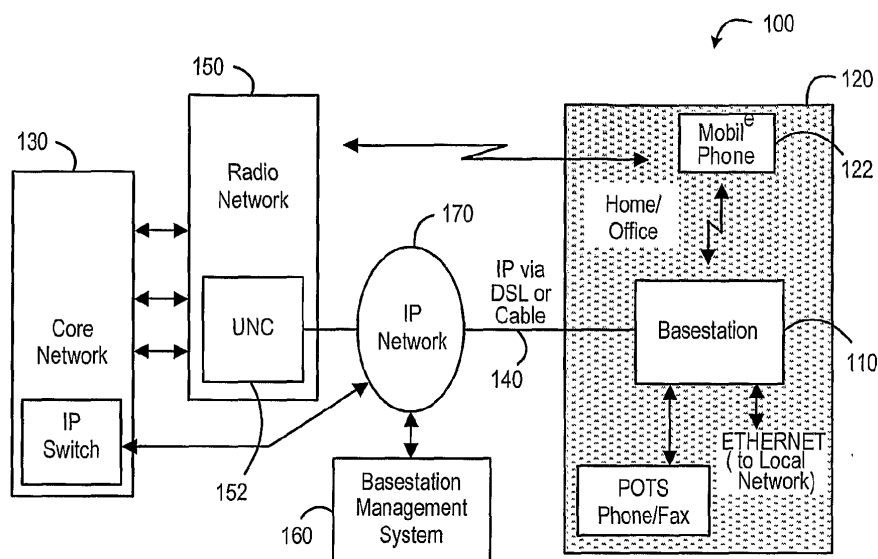 100
150
120
130
Mobile
Phone
122
Radio
Network
170
Home/
Office
IP via
DSL or
Cable
UNC
IP
Network
Basestation
Core
Network
140
110
IP
Switch
ETHERNET
( to Local
Network)
152
Basestation
Management
System
160
POTS
Phone/Fax